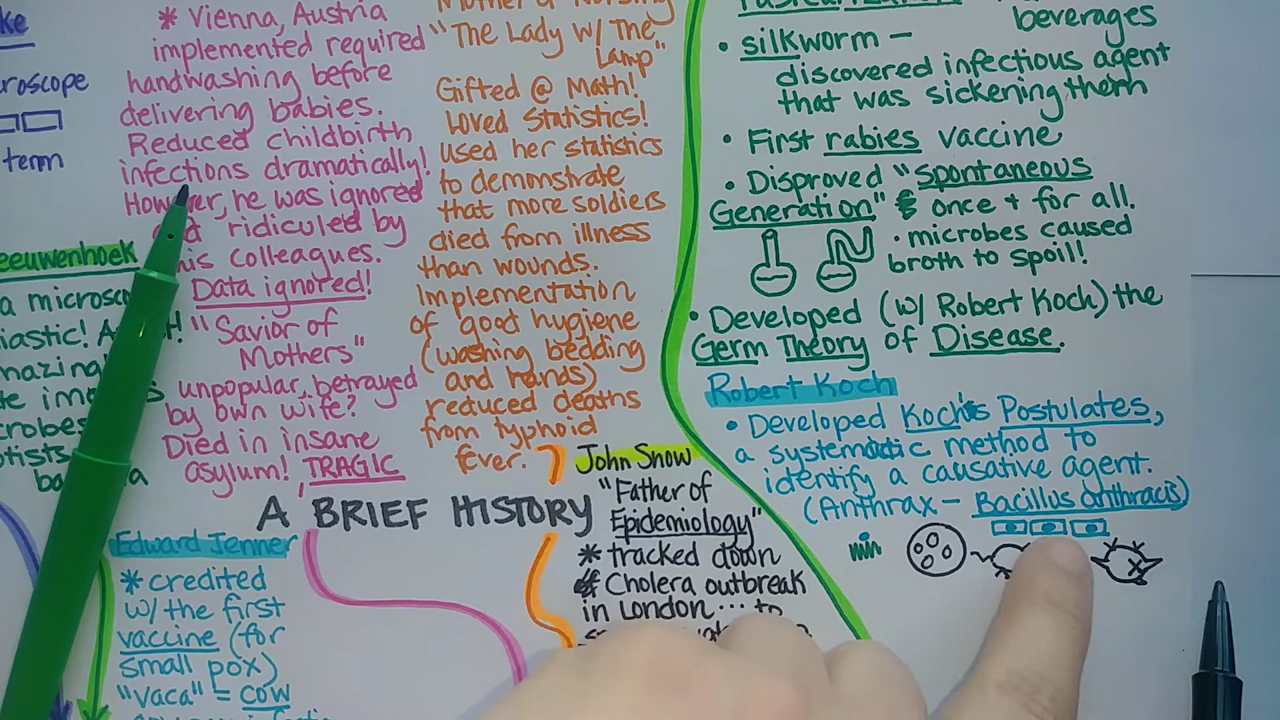 roscope
term
eeuwenhoek
a microsc
iastic!
* Vienna, Austria
implemented required
handwashing before
delivering babies.
Reduced childbirth
infections dramatically!
he was ignored
ridiculed by
his colleagues.
Data ignored!
"Savior of
Mothers"
unpopular, betrayed
by own wife?
Died in insane
asylum! TRAGIC
"The Lady w/ The
Lamp"
Gifted @ Math!
Loved Statistics!
used her statistics
to demonstrate
that more soldiers
died from illness
than wounds.
Implementation
of good hygiene
(washing bedding
and hands)
reduced deaths
from typhoid
fever.
beverages
• silkworm –
discovered infectious agent
that was sickening them
• First rabies vaccine
• Disproved "Spontaneous
Generation" once + for all.
• microbes caused
broth to spoil!
• Developed (w/ Robert Koch) the
Germ Theory of Disease.
Robert Koch
• Developed Koch's Postulates,
a systematic method to
identify a causative agent.
(Anthrax – Bacillus anthracis)
A BRIEF HISTORY
John Snow
"Father of
Epidemiology"
* tracked down
Cholera outbreak
in London... to
Edward Jenner
* credited
w/ the first
vaccine (for
small pox)
"vaca" = cow